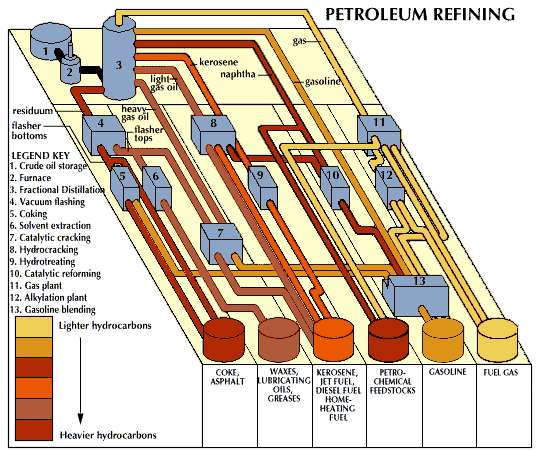 PETROLEUM REFINING
gas
kerosene
naphtha
gasoline
light
gas oil
heavy
gas oil
residuum
flasher
bottoms
flasher
tops
1
2
3
4
5
6
7
8
9
10
11
12
13
LEGEND KEY
1. Crude oil storage
2. Furnace
3. Fractional Distillation
4. Vacuum flashing
5. Coking
6. Solvent extraction
7. Catalytic cracking
8. Hydrocracking
9. Hydrotreating
10. Catalytic reforming
11. Gas plant
12. Alkylation plant
13. Gasoline blending
Lighter hydrocarbons
Heavier hydrocarbons
COKE,
ASPHALT
WAXES,
LUBRICATING
OILS,
GREASES
KEROSENE,
JET FUEL,
DIESEL FUEL
HOME-
HEATING
FUEL
PETRO-
CHEMICAL
FEEDSTOCKS
GASOLINE
FUEL GAS